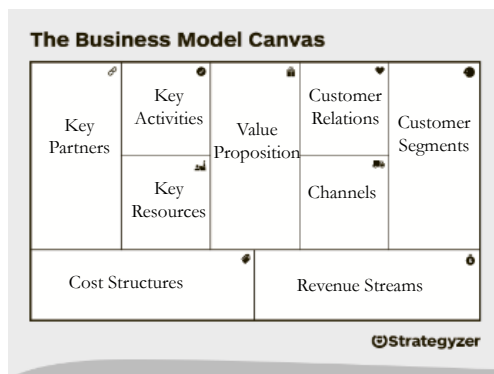 The Business Model Canvas
Key
Partners
Key
Activities
Key
Resources
Value
Proposition
Customer
Relations
Channels
Customer
Segments
Cost Structures
Revenue Streams
Strategyzer